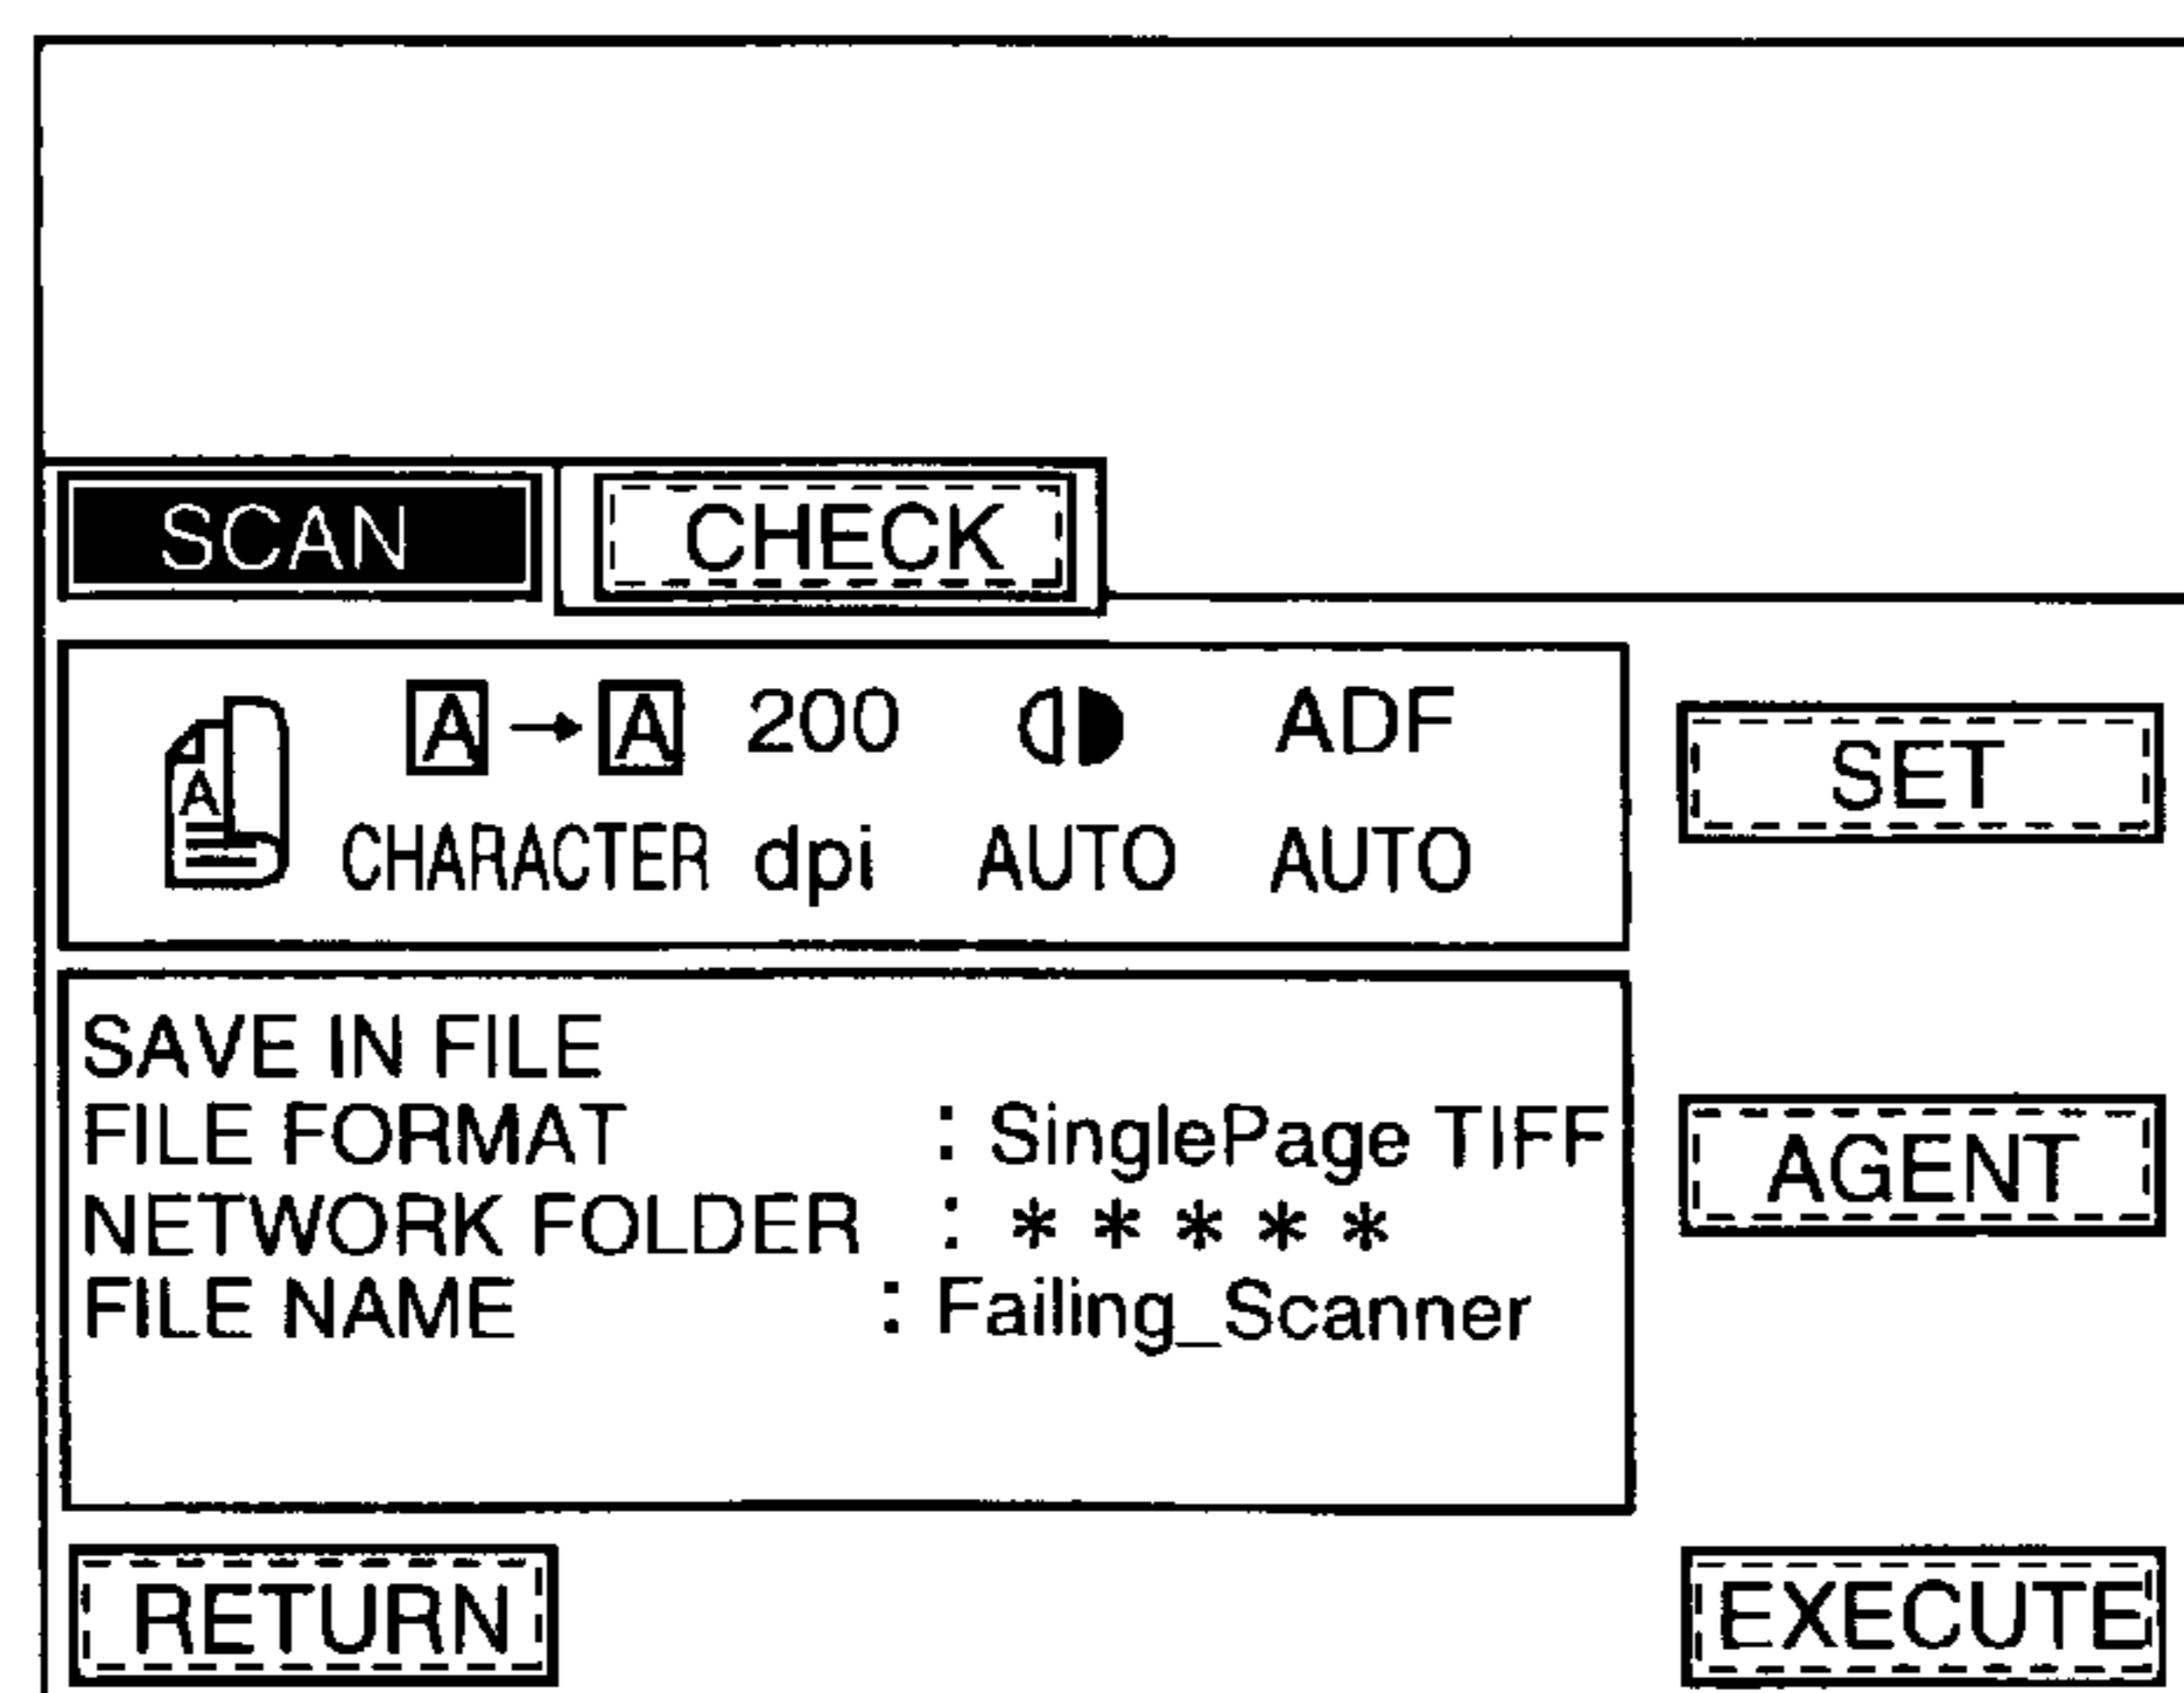 SCAN CHECK
A → A 200 ADF
A
CHARACTER dpi AUTO AUTO
SET
SAVE IN FILE
FILE FORMAT : SinglePage TIFF
NETWORK FOLDER : * * * * *
FILE NAME : Failing_Scanner
AGENT
RETURN
EXECUTE